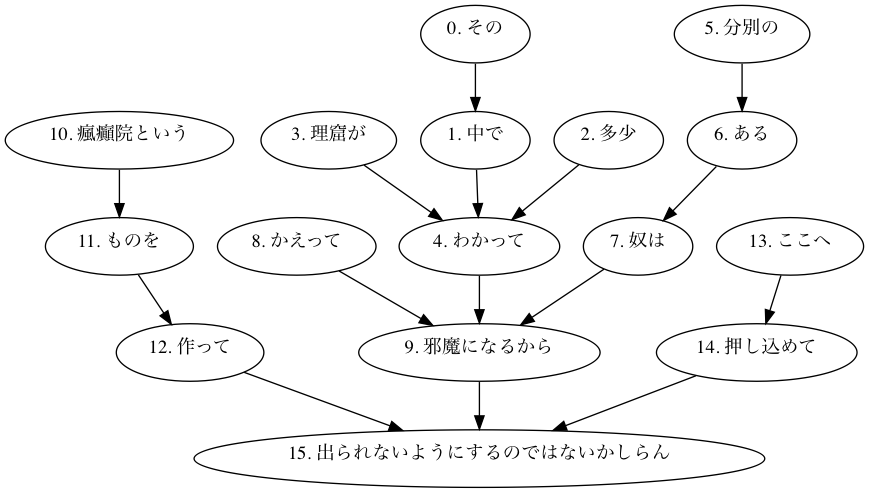 0. その
5. 分別の
10. 瘋癲院という
3. 理窟が
1. 中で
2. 多少
6. ある
11. ものを
8. かえって
4. わかって
7. 奴は
13. ここへ
12. 作って
9. 邪魔になるから
14. 押し込めて
15. 出られないようにするのではないかしらん